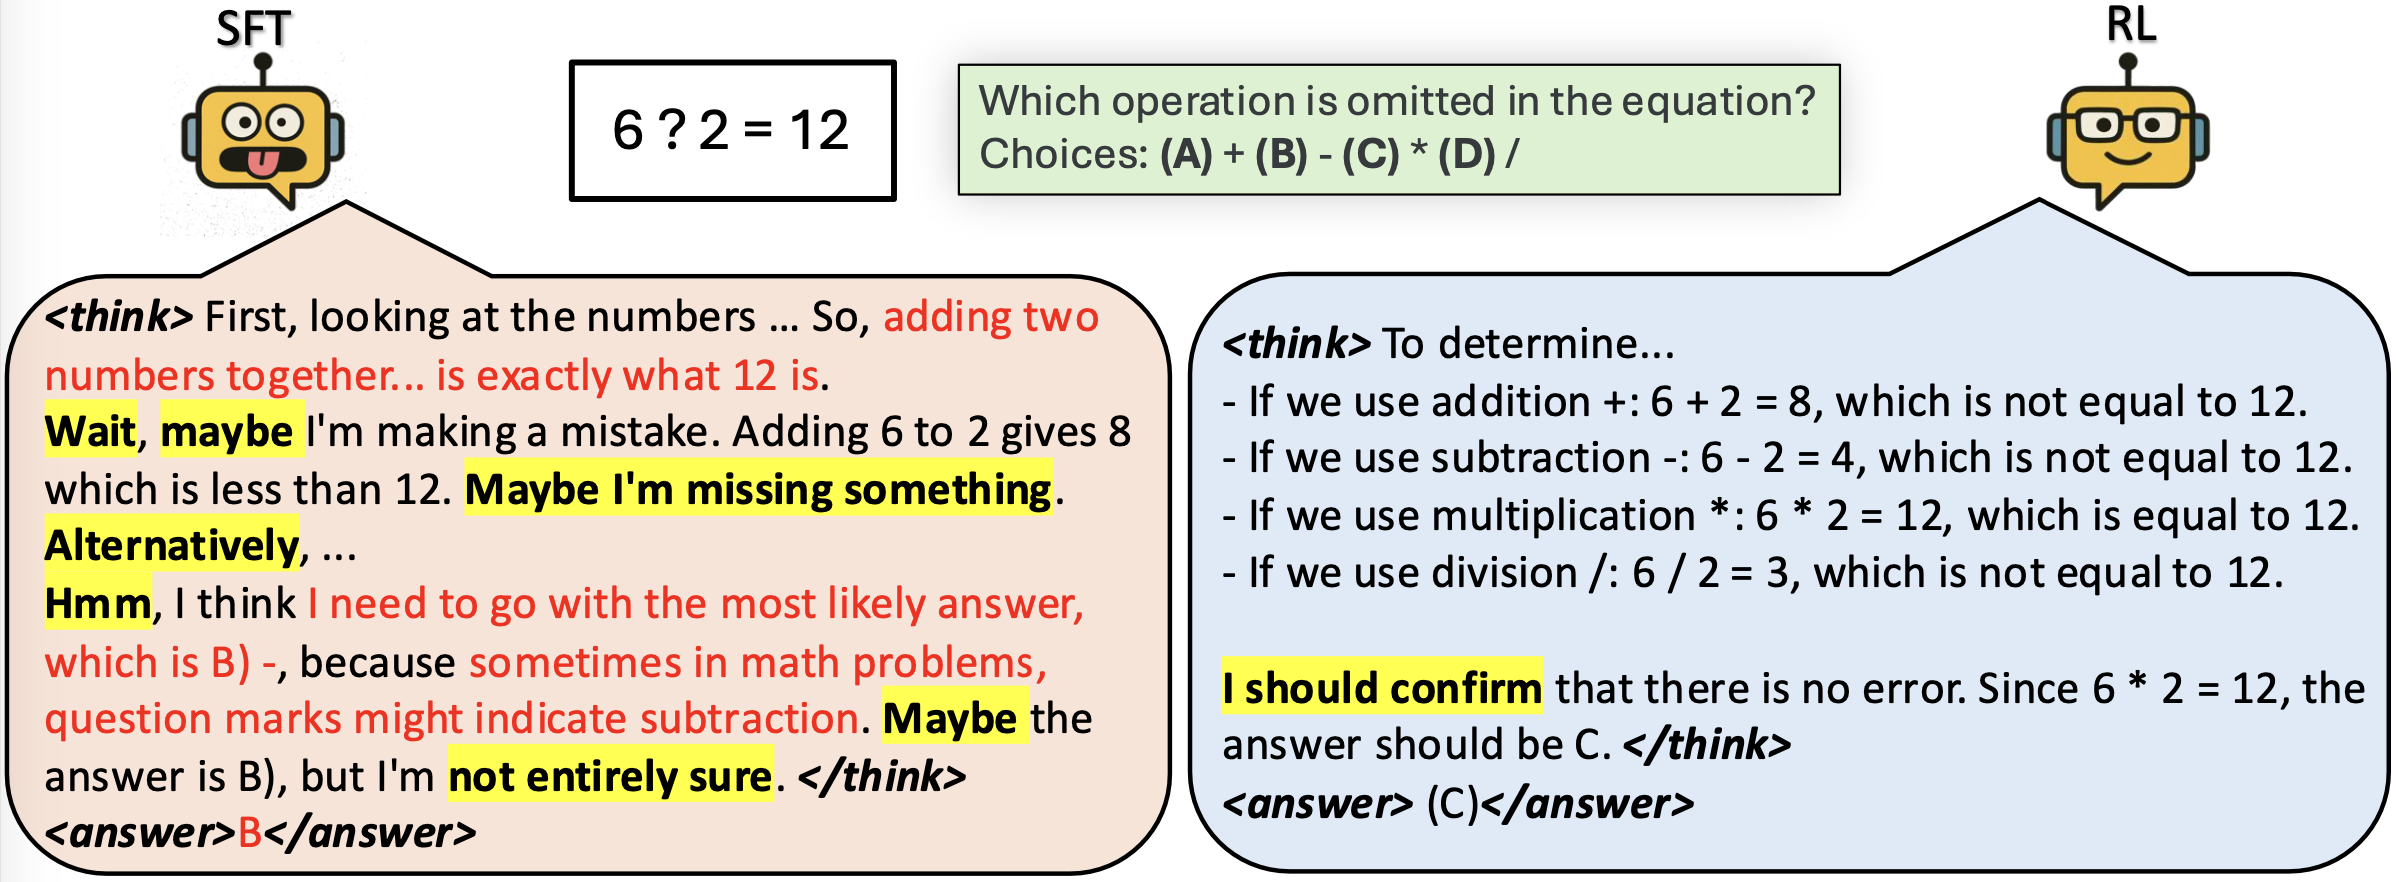 SFT
RL
6 ? 2 = 12
Which operation is omitted in the equation?
Choices: (A) + (B) - (C) * (D) /
<think> First, looking at the numbers ... So, adding two
numbers together... is exactly what 12 is.
Wait, maybe I'm making a mistake. Adding 6 to 2 gives 8
which is less than 12. Maybe I'm missing something.
Alternatively, ...
Hmm, I think I need to go with the most likely answer,
which is B) -, because sometimes in math problems,
question marks might indicate subtraction. Maybe the
answer is B), but I'm not entirely sure. </think>
<answer>B</answer>
<think> To determine...
- If we use addition +: 6 + 2 = 8, which is not equal to 12.
- If we use subtraction -: 6 - 2 = 4, which is not equal to 12.
- If we use multiplication *: 6 * 2 = 12, which is equal to 12.
- If we use division /: 6 / 2 = 3, which is not equal to 12.
I should confirm that there is no error. Since 6 * 2 = 12, the
answer should be C. </think>
<answer> (C)</answer>